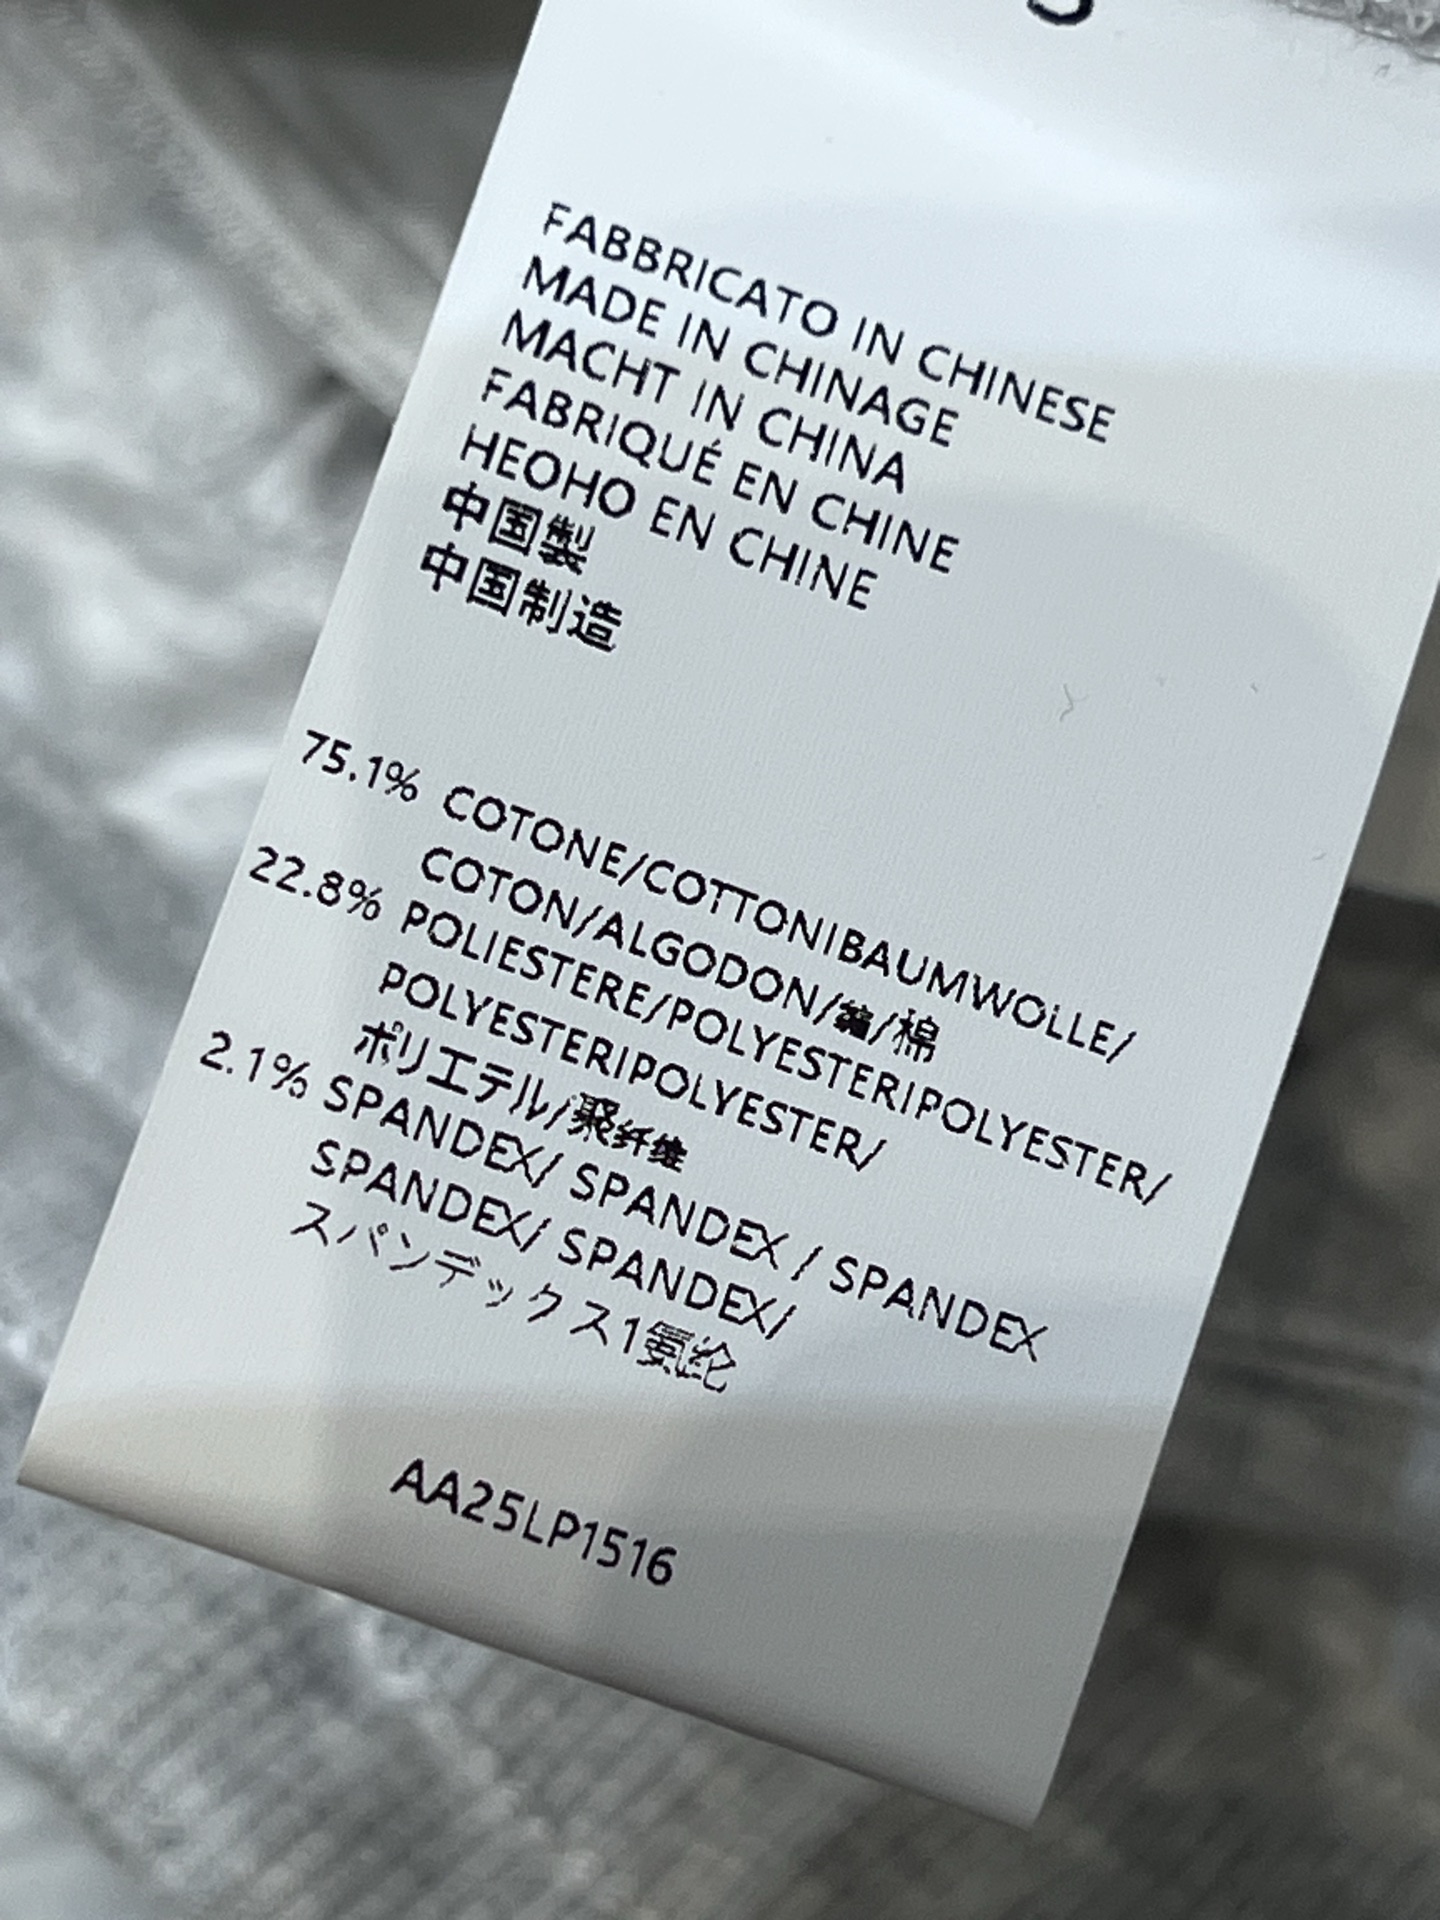 FABBRICATO IN CHINESE
MADE IN CHINAGE
MACHT IN CHINA
FABRIQUÉ EN CHINE
HEOHO EN CHINE
中国製
中国制造
75.1% COTONE/COTTONIBAUMWOLLE/
COTON/ALGODON/綿/棉
22.8% POLIESTERE/POLYESTERIPOLYESTER/
POLYESTERIPOLYESTER/
ポリエテル/聚纤维
2.1% SPANDEX/ SPANDEX / SPANDEX
SPANDEX/ SPANDEX/
スパンデックス1氨纶
AA25LP1516